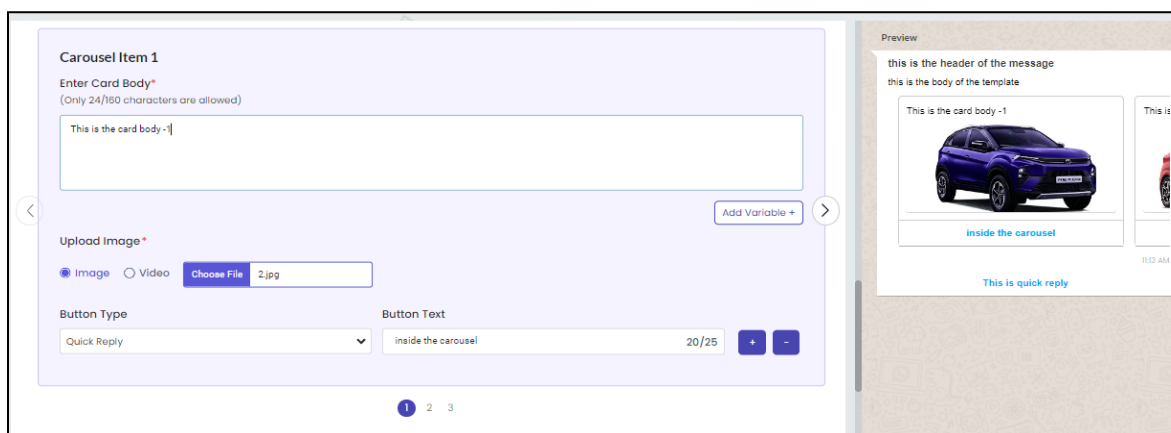 Carousel Item 1
Enter Card Body*
(Only 24/160 characters are allowed)
This is the card body -1
Add Variable +
Upload Image*
Image Video Choose File 2.jpg
Button Type Button Text
Quick Reply inside the carousel 20/25 + -
1 2 3
Preview
this is the header of the message
this is the body of the template
This is the card body -1 This is
inside the carousel
11:13 AM
This is quick reply